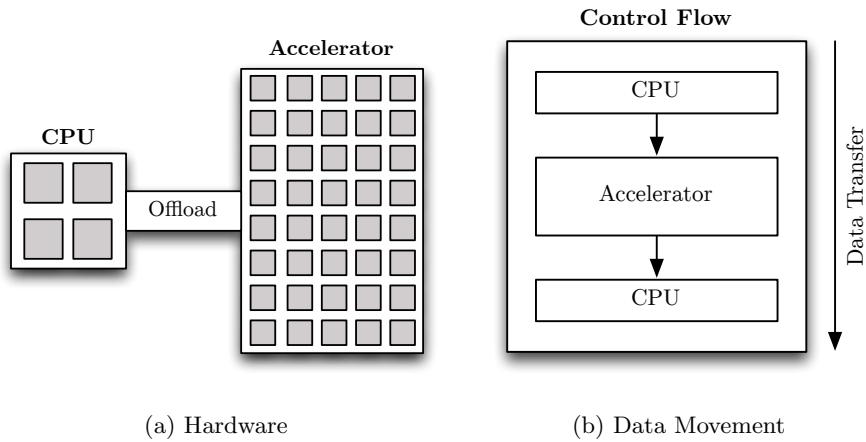 Accelerator
CPU
Offload
(a) Hardware
Control Flow
CPU
Accelerator
CPU
Data Transfer
(b) Data Movement